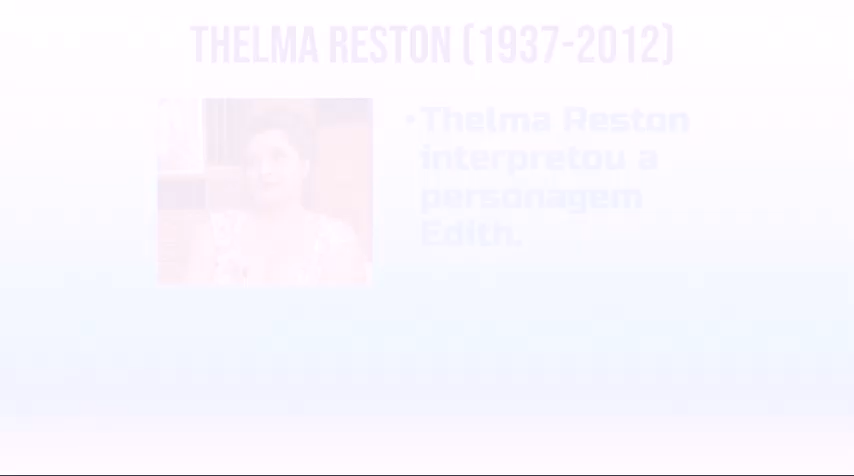 THELMA RESTON (1937-2012)
•Thelma Reston
interpretou a
personagem
Edith.